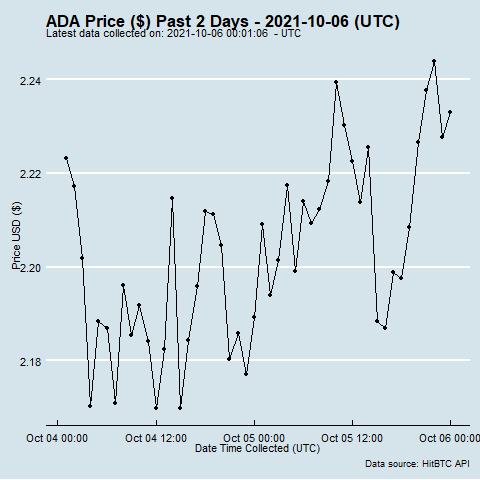 ADA Price ($) Past 2 Days - 2021-10-06 (UTC)
Latest data collected on: 2021-10-06 00:01:06 - UTC
2.24
2.22
2.20
2.18
Price USD ($)
Oct 04 00:00 Oct 04 12:00 Oct 05 00:00 Oct 05 12:00 Oct 06 00:00
Date Time Collected (UTC)
Data source: HitBTC API